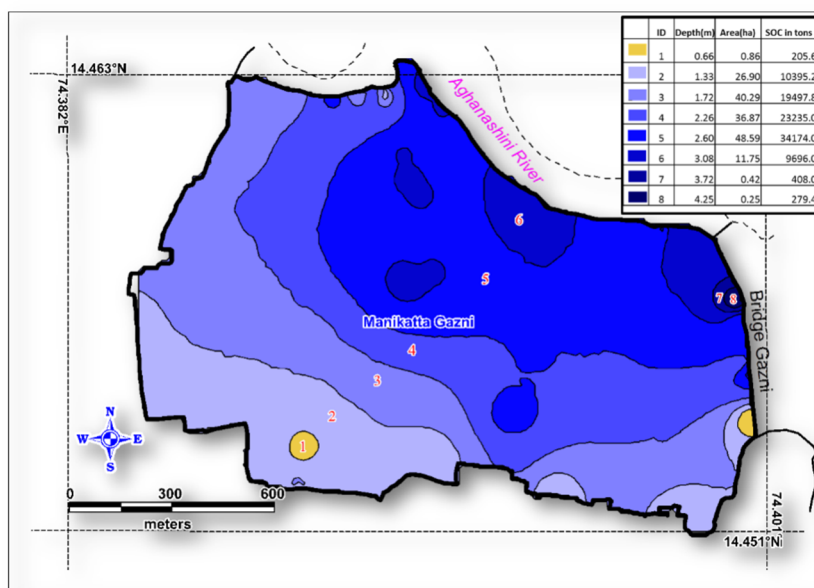 ID Depth(m) Area(ha) SOC in tons
1 0.66 0.86 205.6
2 1.33 26.90 10395.2
3 1.72 40.29 19497.8
4 2.26 36.87 23235.0
5 2.60 48.59 34174.0
6 3.08 11.75 9696.0
7 3.72 0.42 408.0
8 4.25 0.25 279.4
14.463°N
74.382°E
Aghanashini River
6
5
7 8
Bridge Gazni
Manikatta Gazni
4
3
2
1
N
W E
S
0 300 600
meters
74.401°
14.451°N